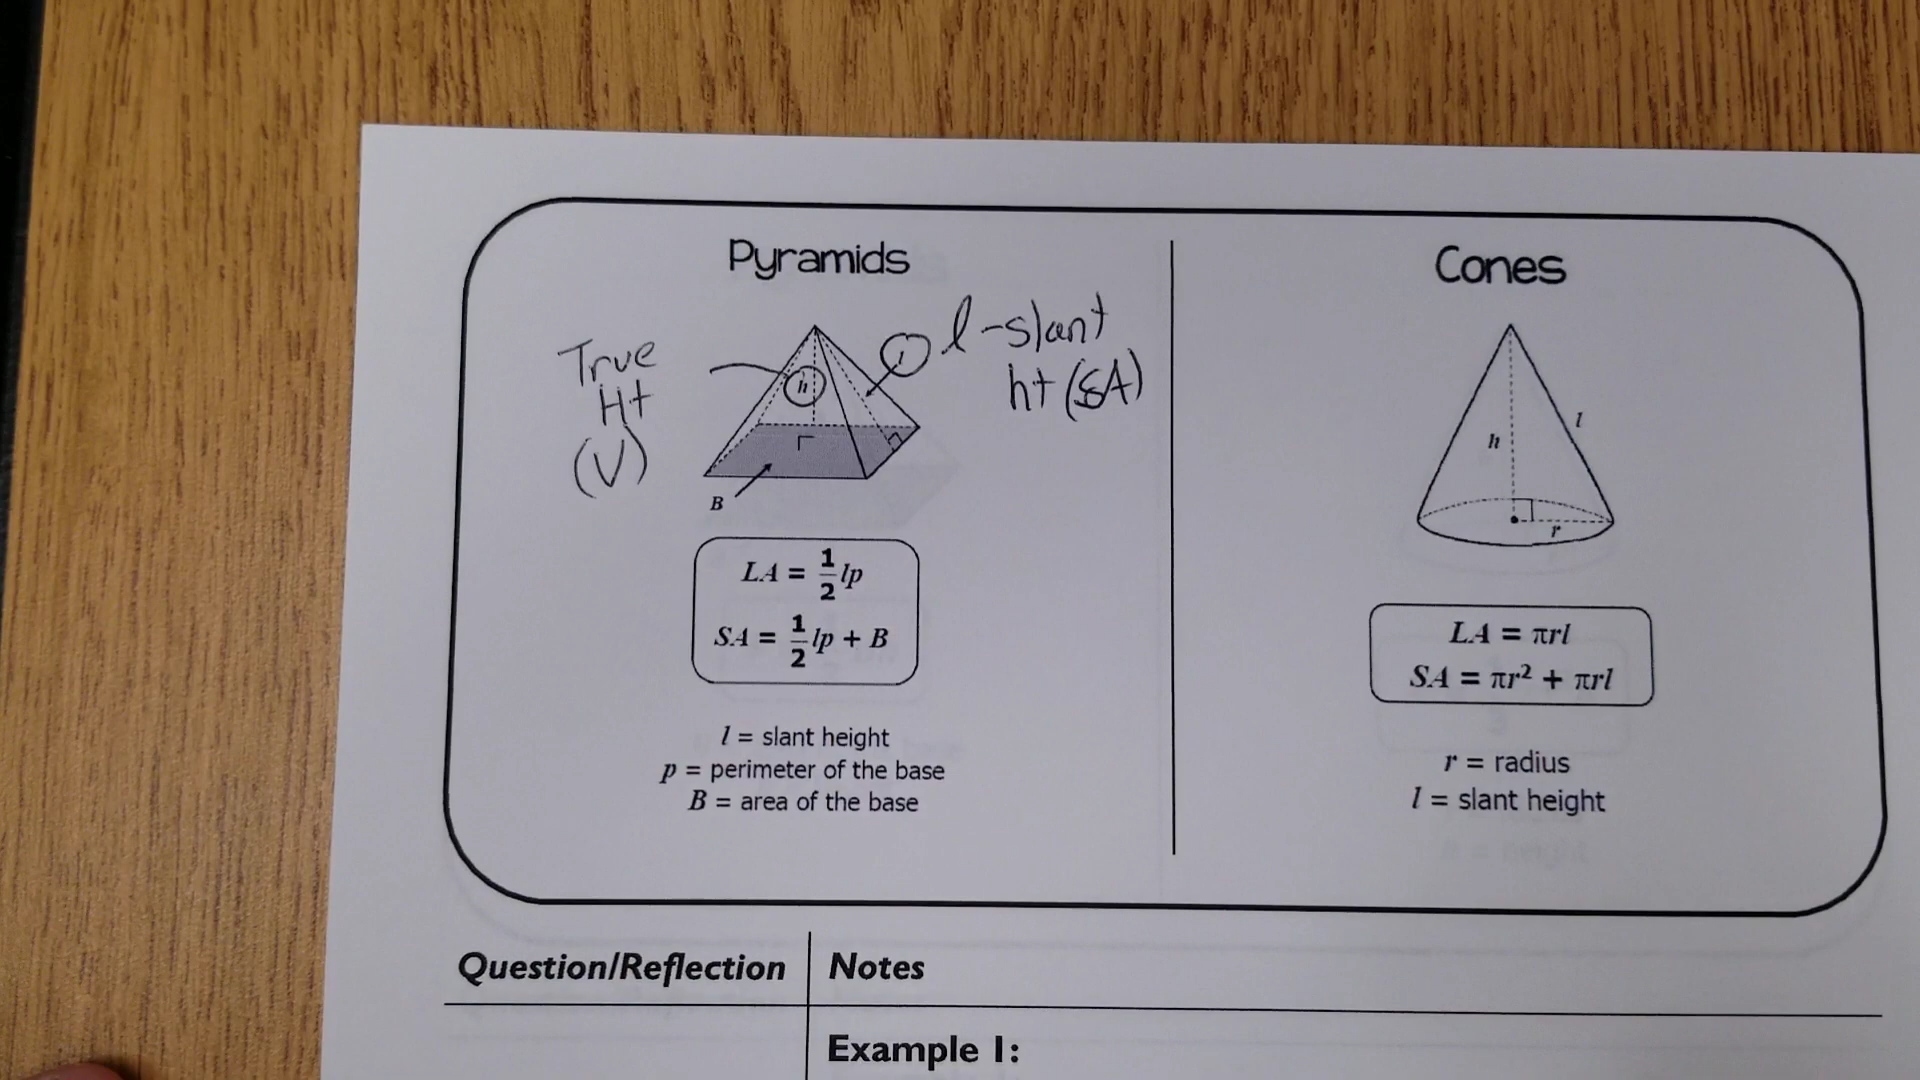 Pyramids
True
Ht
(V)
h
l
l - slant
ht (SA)
B
LA = 1/2 lp
SA = 1/2 lp + B
l = slant height
p = perimeter of the base
B = area of the base
Cones
h
l
r
LA = πrl
SA = πr² + πrl
r = radius
l = slant height
Question/Reflection
Notes
Example 1: